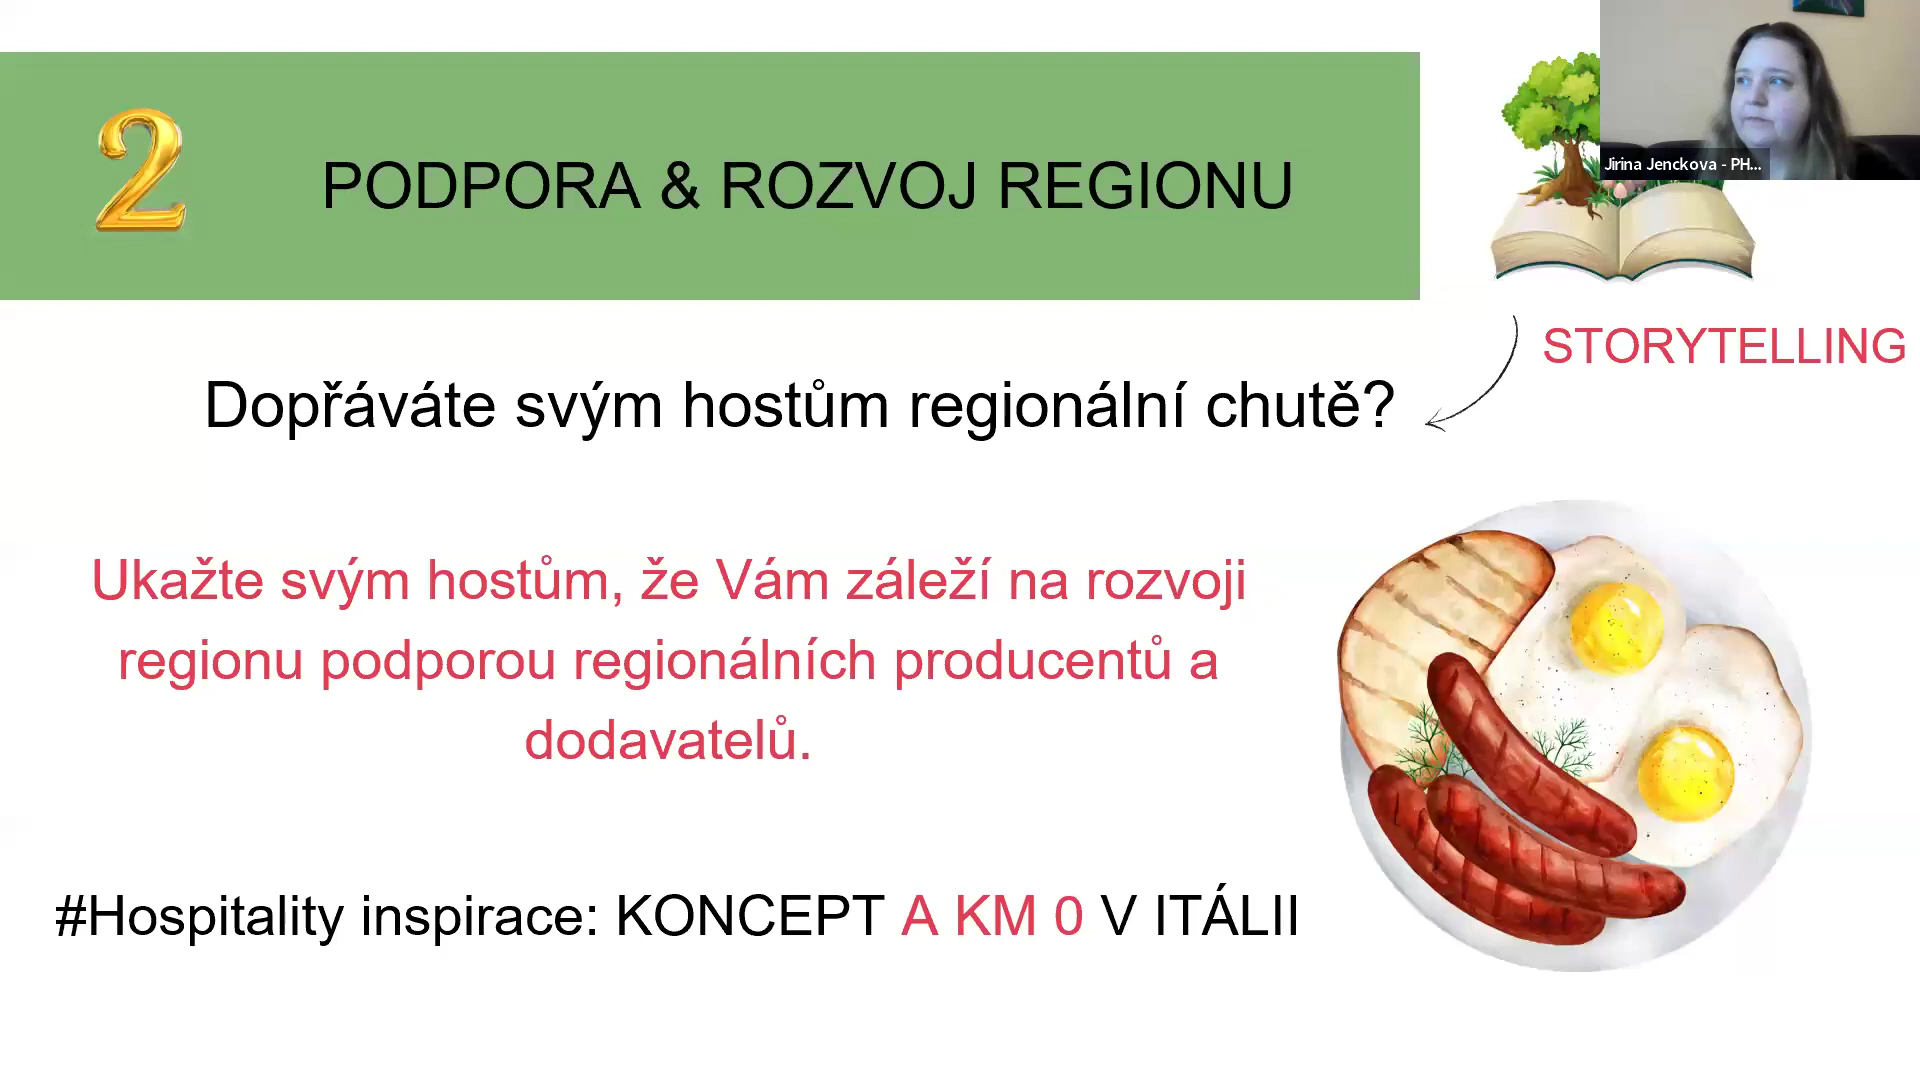 2
PODPORA & ROZVOJ REGIONU
Jirina Jenckova - PH...
STORYTELLING
Dopřáváte svým hostům regionální chutě?
Ukažte svým hostům, že Vám záleží na rozvoji
regionu podporou regionálních producentů a
dodavatelů.
#Hospitality inspirace: KONCEPT A KM 0 V ITÁLII